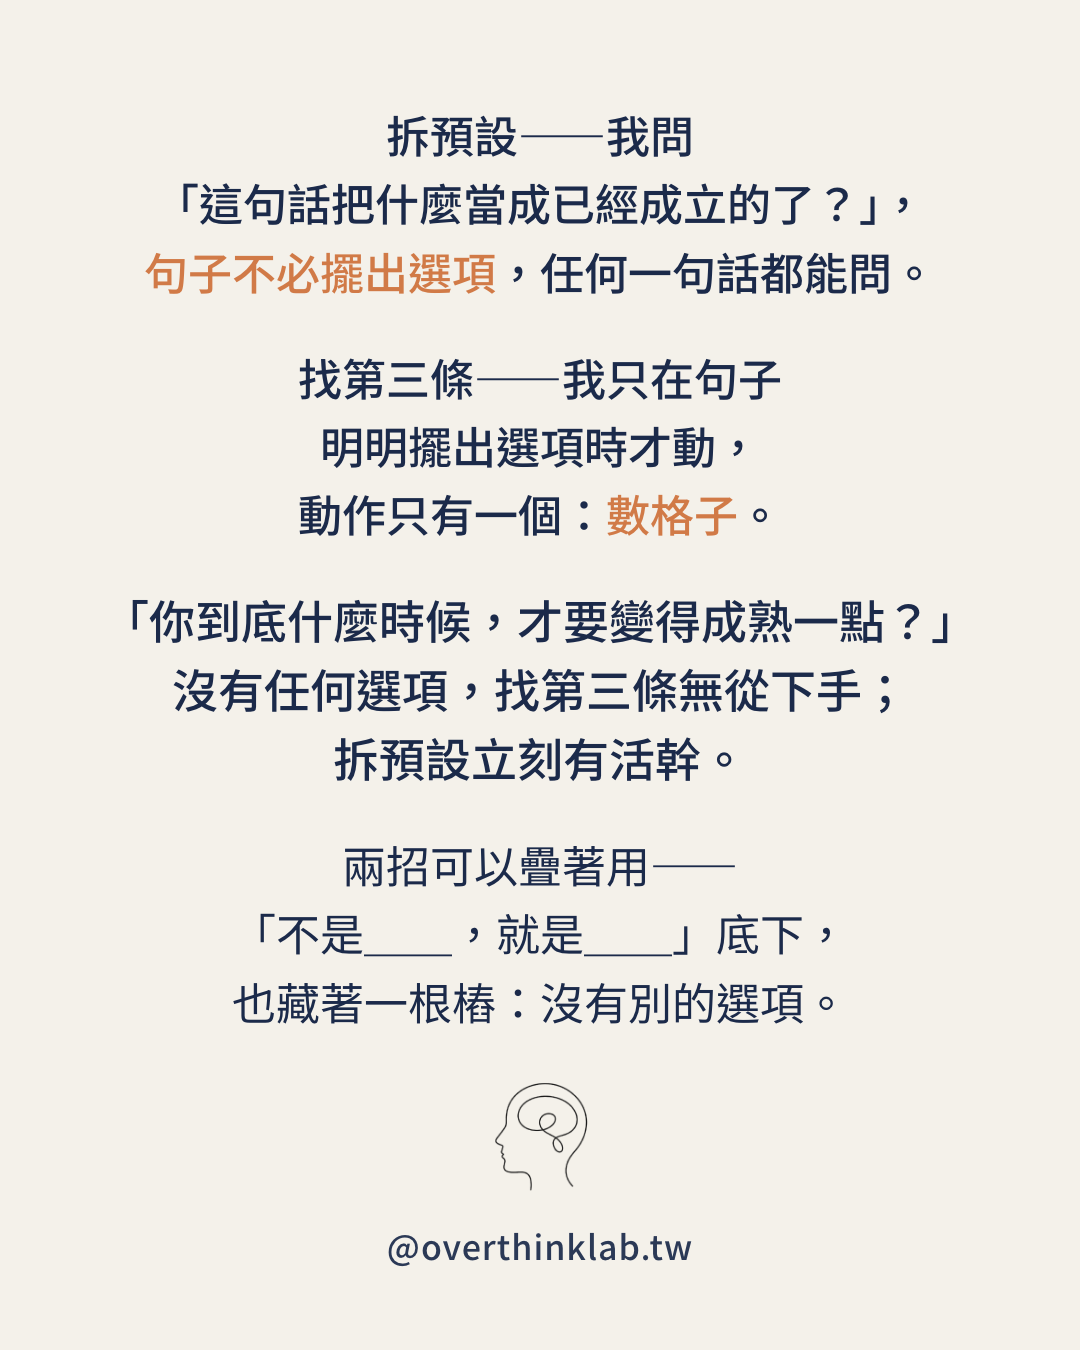 拆預設——我問
「這句話把什麼當成已經成立的了？」，
句子不必擺出選項，任何一句話都能問。
找第三條——我只在句子
明明擺出選項時才動，
動作只有一個：數格子。
「你到底什麼時候，才要變得成熟一點？」
沒有任何選項，找第三條無從下手；
拆預設立刻有活幹。
兩招可以疊著用——
「不是____，就是____」底下，
也藏著一根樁：沒有別的選項。
@overthinklab.tw